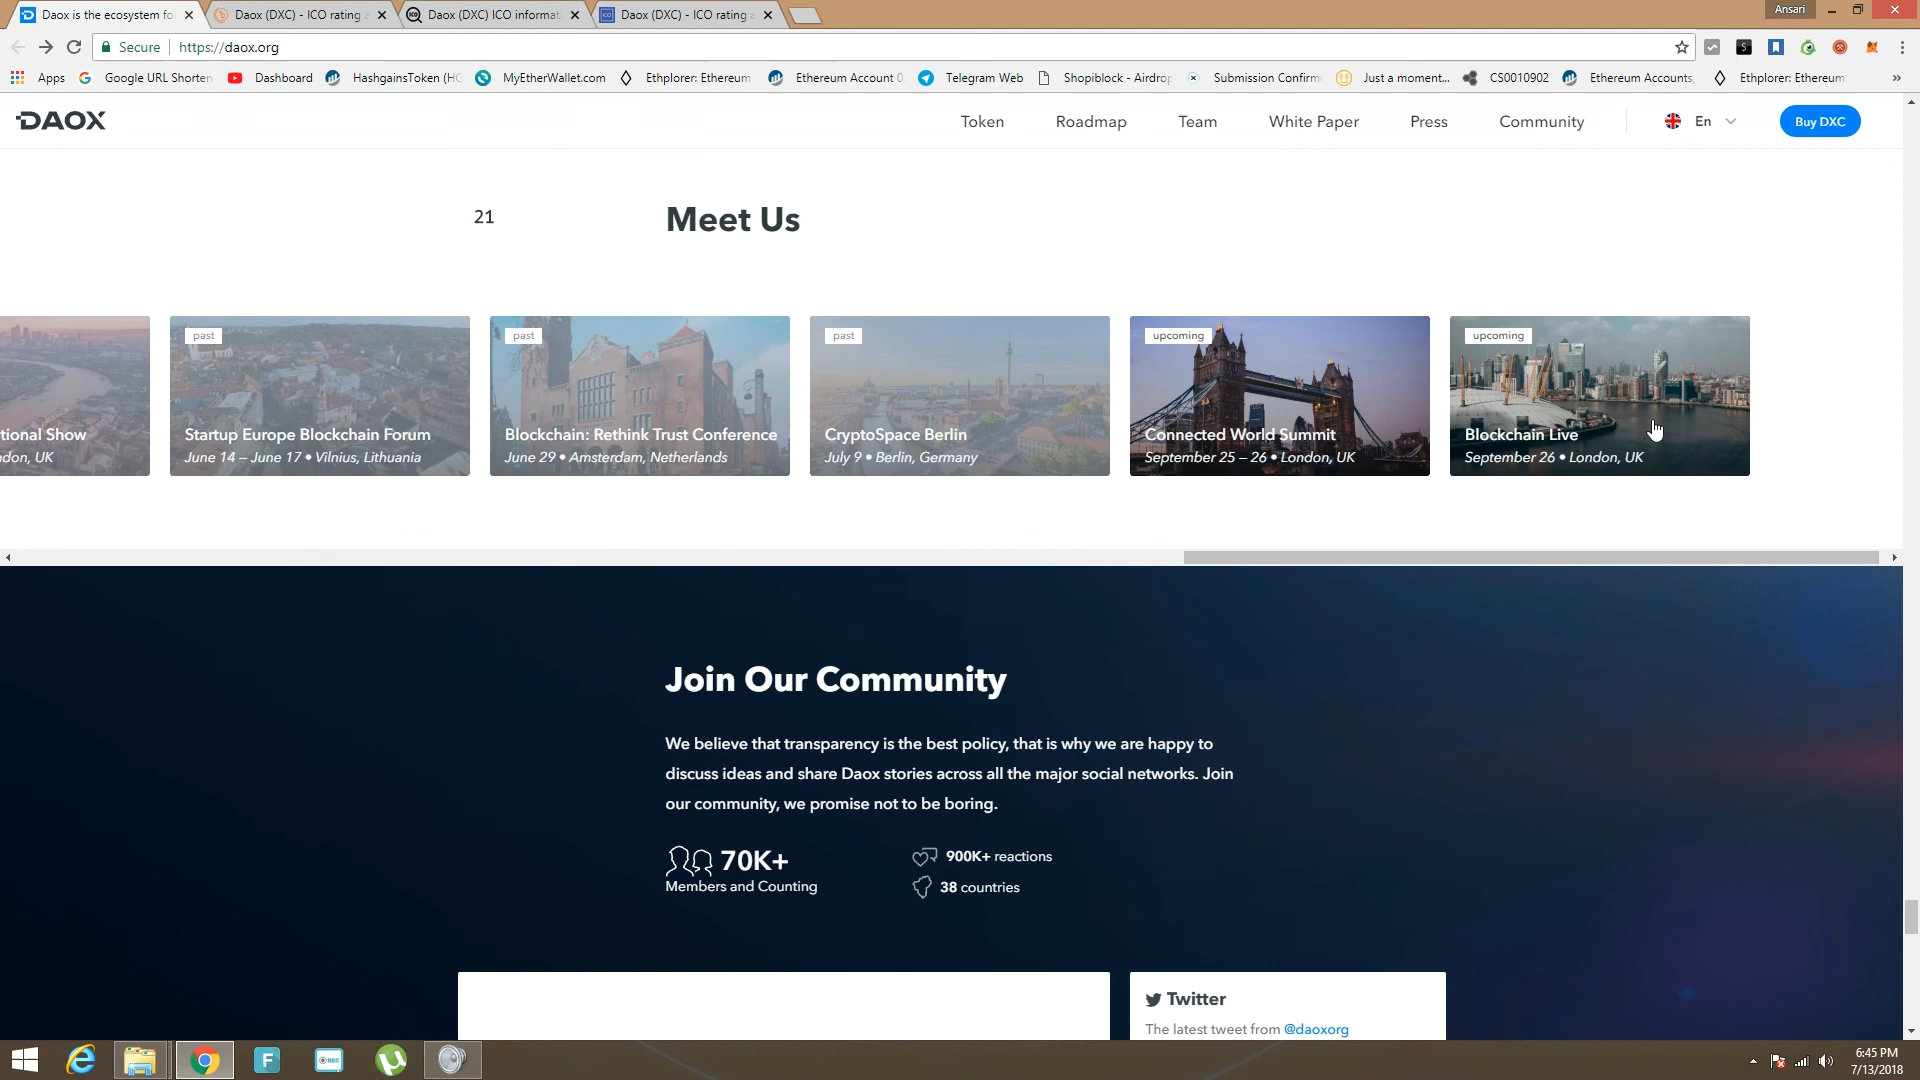 Daox is the ecosystem fo
Daox (DXC) - ICO rating a
Daox (DXC) ICO informat
Daox (DXC) - ICO rating a
Ansari
Secure
https://daox.org
Apps
Google URL Shorten
Dashboard
HashgainsToken (HG
MyEtherWallet.com
Ethplorer: Ethereum
Ethereum Account 0
Telegram Web
Shopiblock - Airdrop
Submission Confirm
Just a moment...
CS0010902
Ethereum Accounts,
Ethplorer: Ethereum
DAOX
Token
Roadmap
Team
White Paper
Press
Community
En
Buy DXC
21
Meet Us
tional Show
don, UK
past
Startup Europe Blockchain Forum
June 14 – June 17 • Vilnius, Lithuania
past
Blockchain: Rethink Trust Conference
June 29 • Amsterdam, Netherlands
past
CryptoSpace Berlin
July 9 • Berlin, Germany
upcoming
Connected World Summit
September 25 – 26 • London, UK
upcoming
Blockchain Live
September 26 • London, UK
Join Our Community
We believe that transparency is the best policy, that is why we are happy to
discuss ideas and share Daox stories across all the major social networks. Join
our community, we promise not to be boring.
70K+
Members and Counting
900K+ reactions
38 countries
Twitter
The latest tweet from @daoxorg
F
REC
6:45 PM
7/13/2018